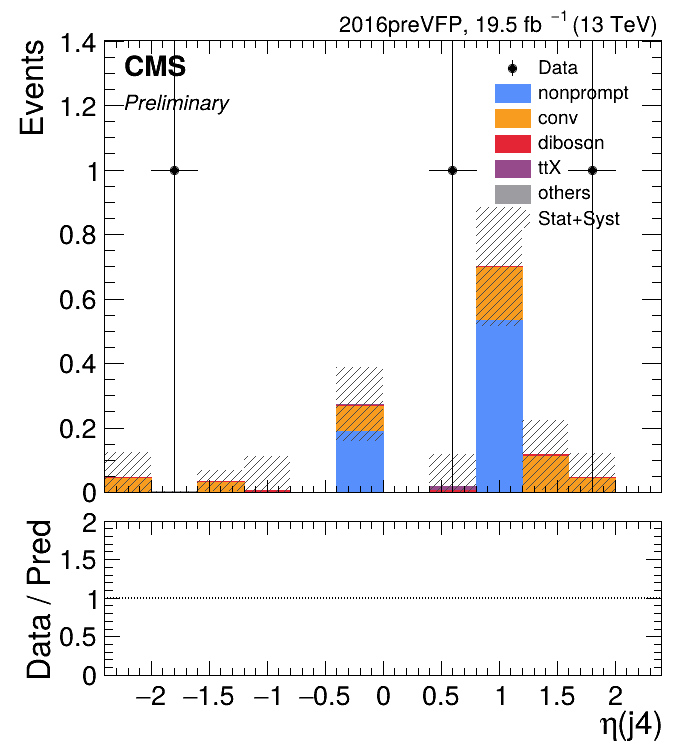 2016preVFP, 19.5 fb⁻¹ (13 TeV)
CMS
Preliminary
Events
1.4
1.2
1
0.8
0.6
0.4
0.2
0
Data
nonprompt
conv
diboson
ttX
others
Stat+Syst
Data / Pred
2
1.5
1
0.5
0
−2 −1.5 −1 −0.5 0 0.5 1 1.5 2
η(j4)